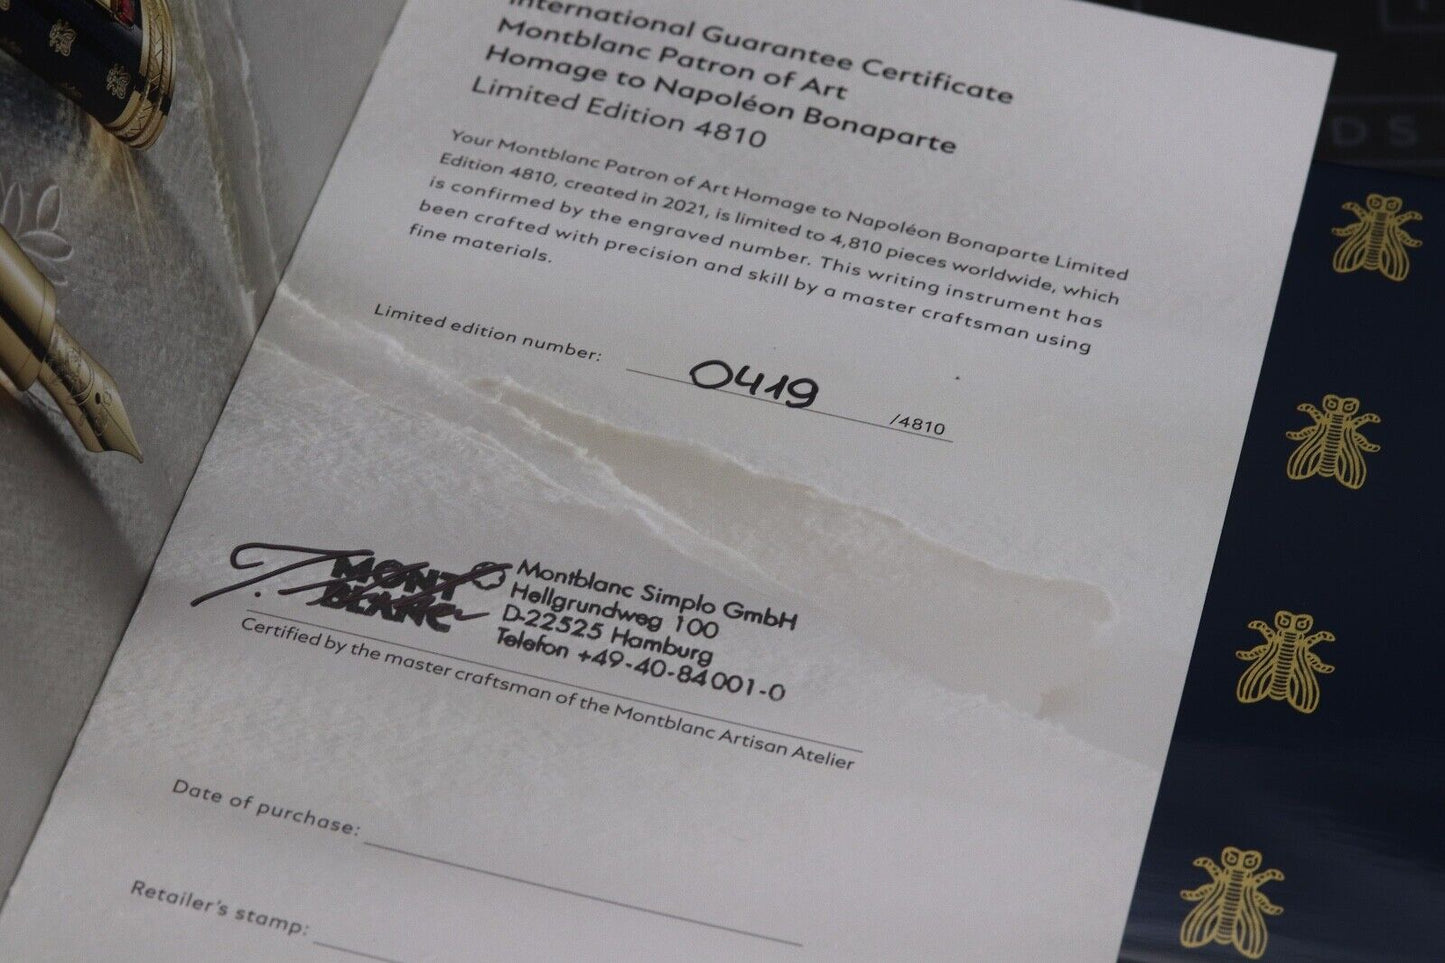 International Guarantee Certificate
Montblanc Patron of Art
Homage to Napoléon Bonaparte
Limited Edition 4810
Your Montblanc Patron of Art Homage to Napoléon Bonaparte Limited
Edition 4810, created in 2021, is limited to 4,810 pieces worldwide, which
is confirmed by the engraved number. This writing instrument has
been crafted with precision and skill by a master craftsman using
fine materials.
Limited edition number: 0419 /4810
MONT
BLANC
Montblanc Simplo GmbH
Hellgrundweg 100
D-22525 Hamburg
Telefon +49-40-84001-0
Certified by the master craftsman of the Montblanc Artisan Atelier
Date of purchase:
Retailer's stamp:
DS